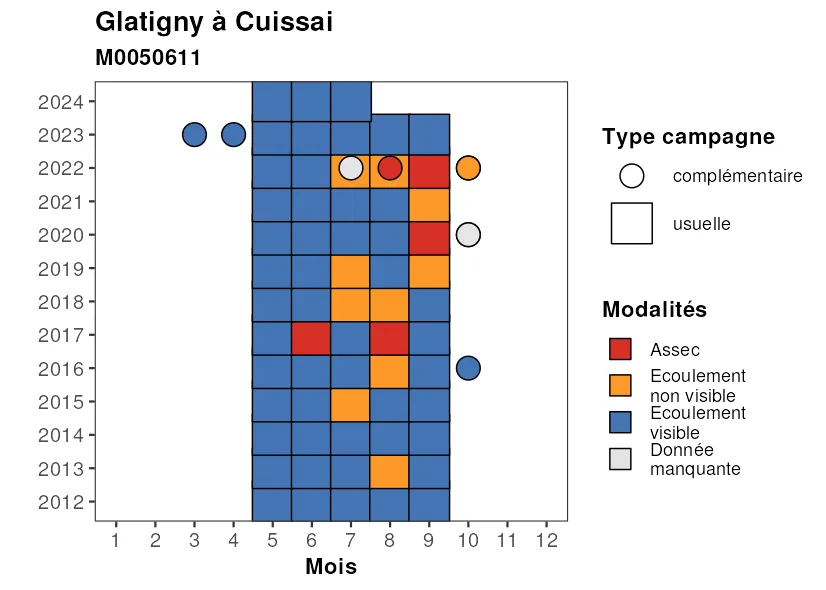 Glatigny à Cuissai
M0050611
2024
2023
2022
2021
2020
2019
2018
2017
2016
2015
2014
2013
2012
1 2 3 4 5 6 7 8 9 10 11 12
Mois
Type campagne
complémentaire
usuelle
Modalités
Assec
Ecoulement
non visible
Ecoulement
visible
Donnée
manquante